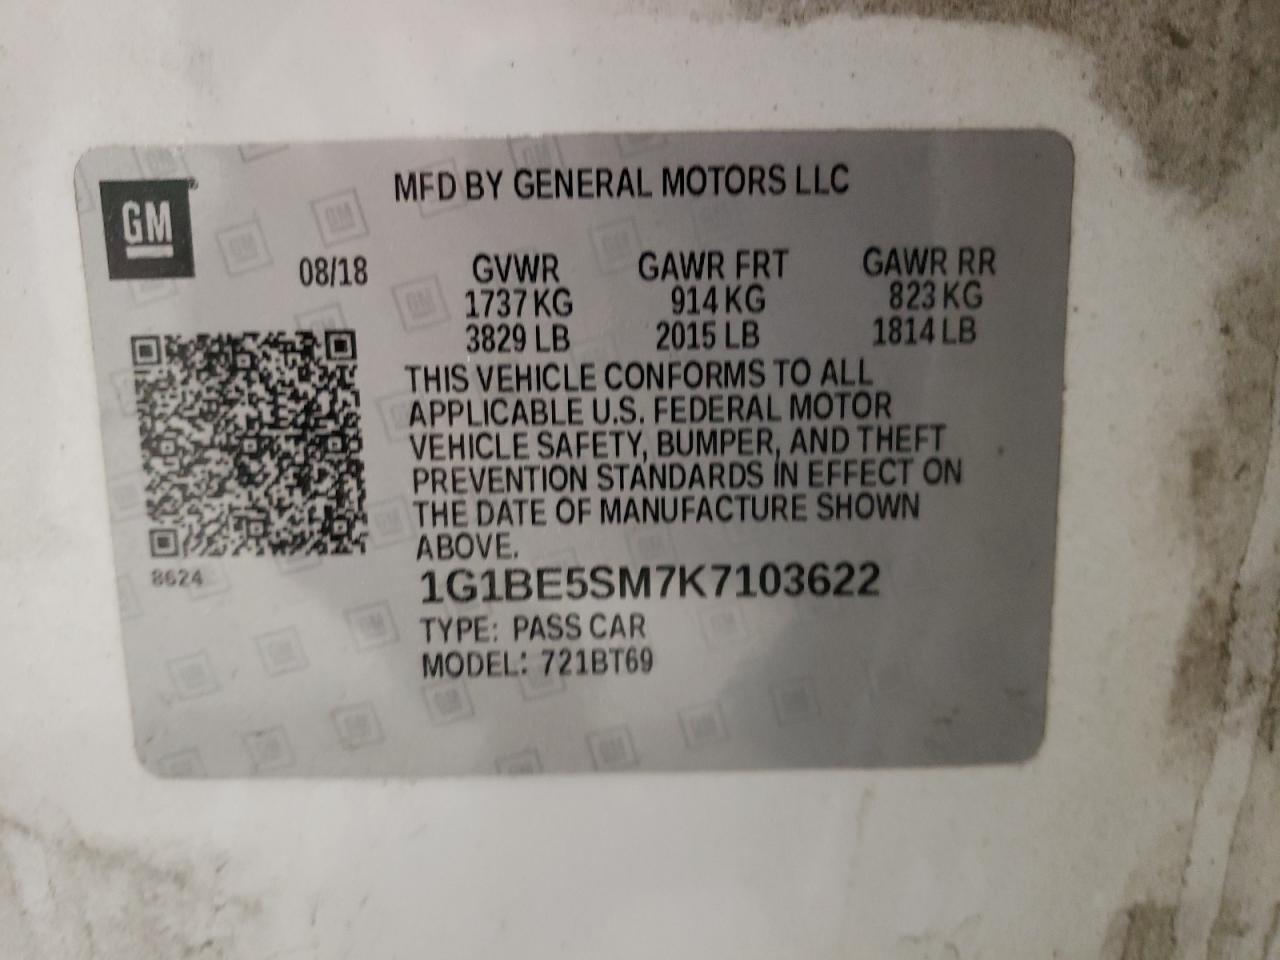 MFD BY GENERAL MOTORS LLC
GM
08/18 GVWR GAWR FRT GAWR RR
1737 KG 914 KG 823 KG
3829 LB 2015 LB 1814 LB
THIS VEHICLE CONFORMS TO ALL
APPLICABLE U.S. FEDERAL MOTOR
VEHICLE SAFETY, BUMPER, AND THEFT
PREVENTION STANDARDS IN EFFECT ON
THE DATE OF MANUFACTURE SHOWN
ABOVE.
8624
1G1BE5SM7K7103622
TYPE: PASS CAR
MODEL: 721BT69